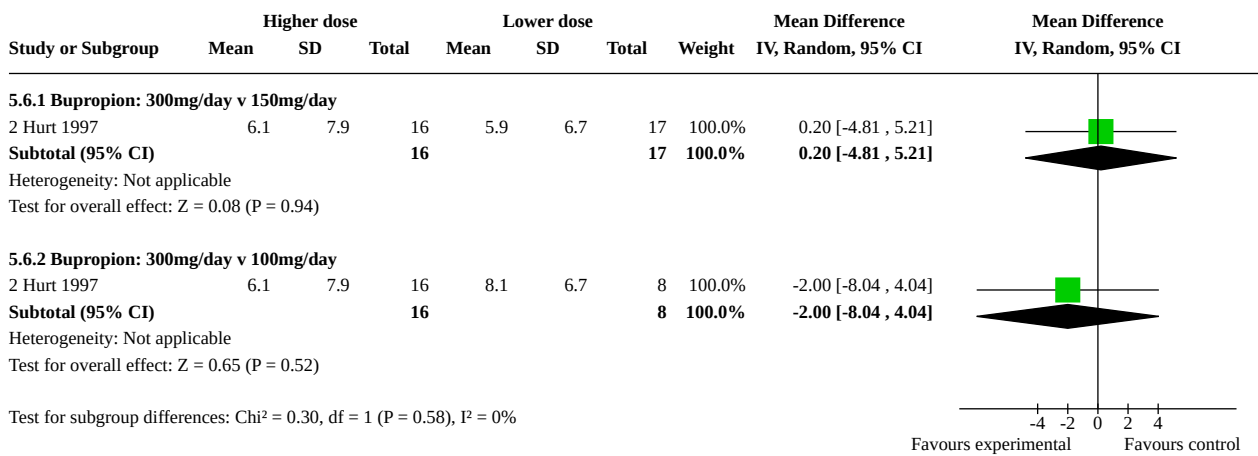 Higher dose Lower dose Mean Difference Mean Difference
Study or Subgroup Mean SD Total Mean SD Total Weight IV, Random, 95% CI IV, Random, 95% CI
5.6.1 Bupropion: 300mg/day v 150mg/day
2 Hurt 1997 6.1 7.9 16 5.9 6.7 17 100.0% 0.20 [-4.81 , 5.21]
Subtotal (95% CI) 16 17 100.0% 0.20 [-4.81 , 5.21]
Heterogeneity: Not applicable
Test for overall effect: Z = 0.08 (P = 0.94)
5.6.2 Bupropion: 300mg/day v 100mg/day
2 Hurt 1997 6.1 7.9 16 8.1 6.7 8 100.0% -2.00 [-8.04 , 4.04]
Subtotal (95% CI) 16 8 100.0% -2.00 [-8.04 , 4.04]
Heterogeneity: Not applicable
Test for overall effect: Z = 0.65 (P = 0.52)
Test for subgroup differences: Chi² = 0.30, df = 1 (P = 0.58), I² = 0%
-4 -2 0 2 4
Favours experimental Favours control